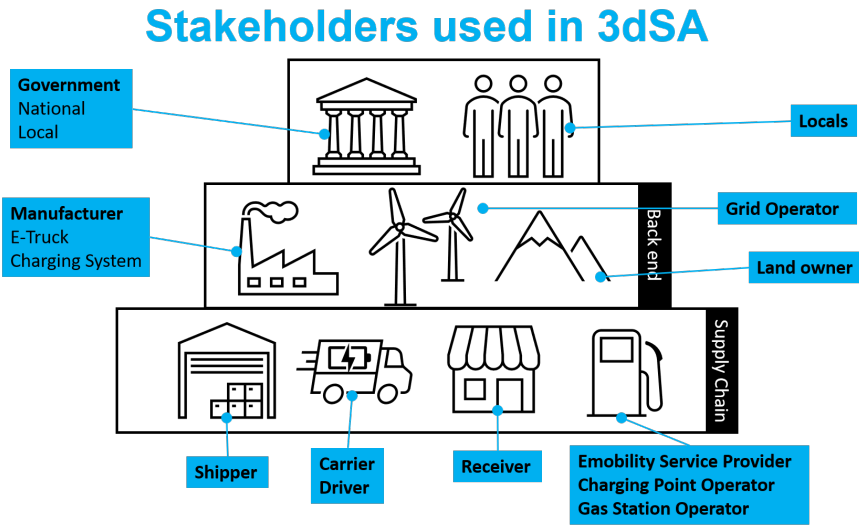 Stakeholders used in 3dSA
Government
National
Local
Locals
Manufacturer
E-Truck
Charging System
Back end
Grid Operator
Land owner
Supply Chain
Shipper
Carrier
Driver
Receiver
Emobility Service Provider
Charging Point Operator
Gas Station Operator